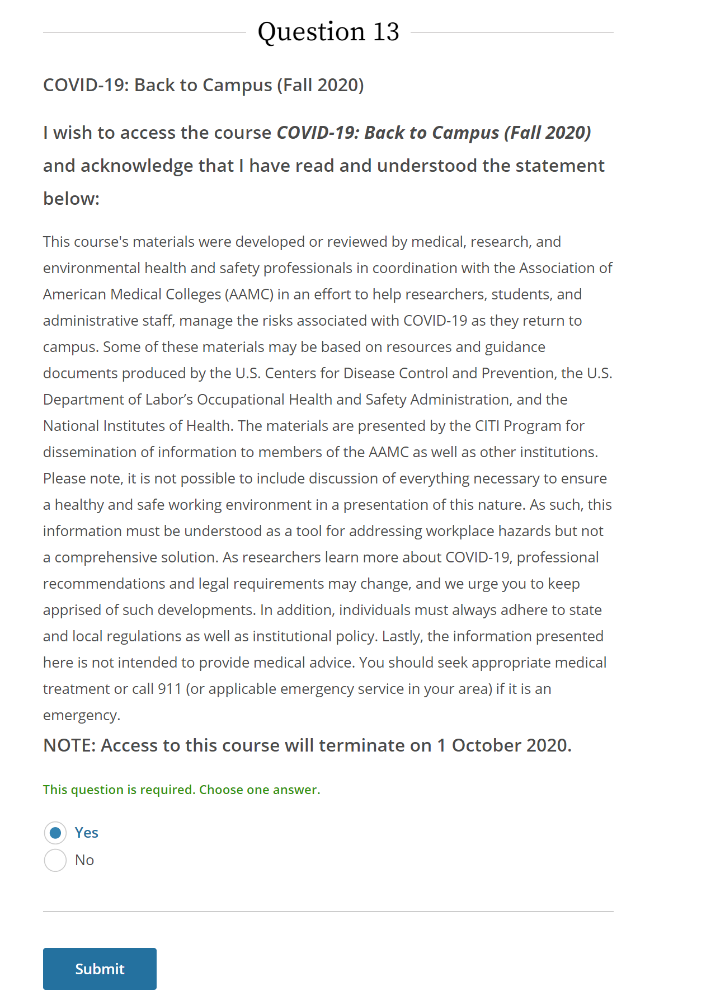 Question 13
COVID-19: Back to Campus (Fall 2020)
I wish to access the course COVID-19: Back to Campus (Fall 2020)
and acknowledge that I have read and understood the statement
below:
This course's materials were developed or reviewed by medical, research, and
environmental health and safety professionals in coordination with the Association of
American Medical Colleges (AAMC) in an effort to help researchers, students, and
administrative staff, manage the risks associated with COVID-19 as they return to
campus. Some of these materials may be based on resources and guidance
documents produced by the U.S. Centers for Disease Control and Prevention, the U.S.
Department of Labor’s Occupational Health and Safety Administration, and the
National Institutes of Health. The materials are presented by the CITI Program for
dissemination of information to members of the AAMC as well as other institutions.
Please note, it is not possible to include discussion of everything necessary to ensure
a healthy and safe working environment in a presentation of this nature. As such, this
information must be understood as a tool for addressing workplace hazards but not
a comprehensive solution. As researchers learn more about COVID-19, professional
recommendations and legal requirements may change, and we urge you to keep
apprised of such developments. In addition, individuals must always adhere to state
and local regulations as well as institutional policy. Lastly, the information presented
here is not intended to provide medical advice. You should seek appropriate medical
treatment or call 911 (or applicable emergency service in your area) if it is an
emergency.
NOTE: Access to this course will terminate on 1 October 2020.
This question is required. Choose one answer.
Yes
No
Submit